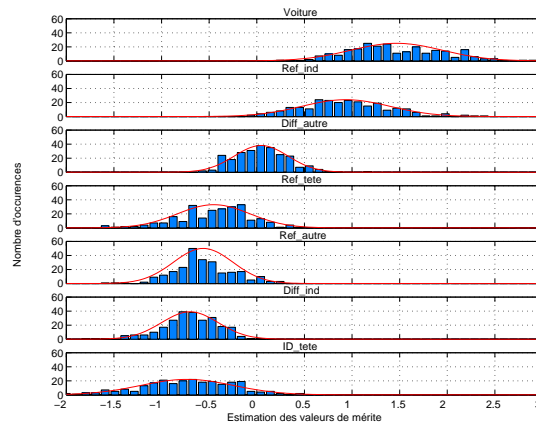 Voiture
60
40
20
0
Ref_ind
60
40
20
0
Diff_autre
60
40
20
0
Ref_tete
60
40
20
0
Ref_autre
60
40
20
0
Diff_ind
60
40
20
0
ID_tete
60
40
20
0
−2 −1.5 −1 −0.5 0 0.5 1 1.5 2 2.5 3
Estimation des valeurs de mérite
Nombre d'occurences